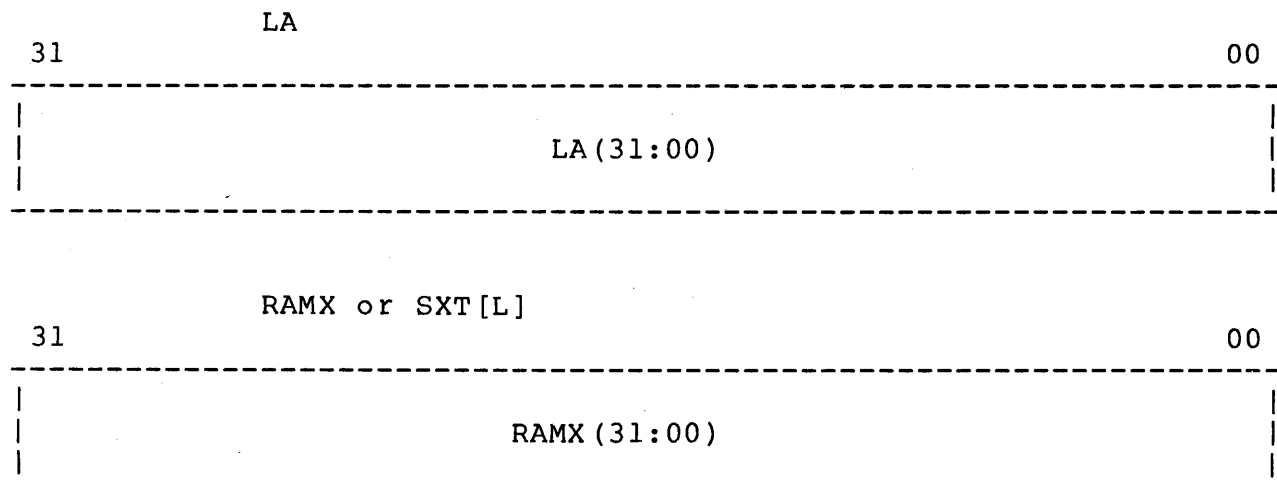 LA
31 00
LA(31:00)
RAMX or SXT[L]
31 00
RAMX(31:00)